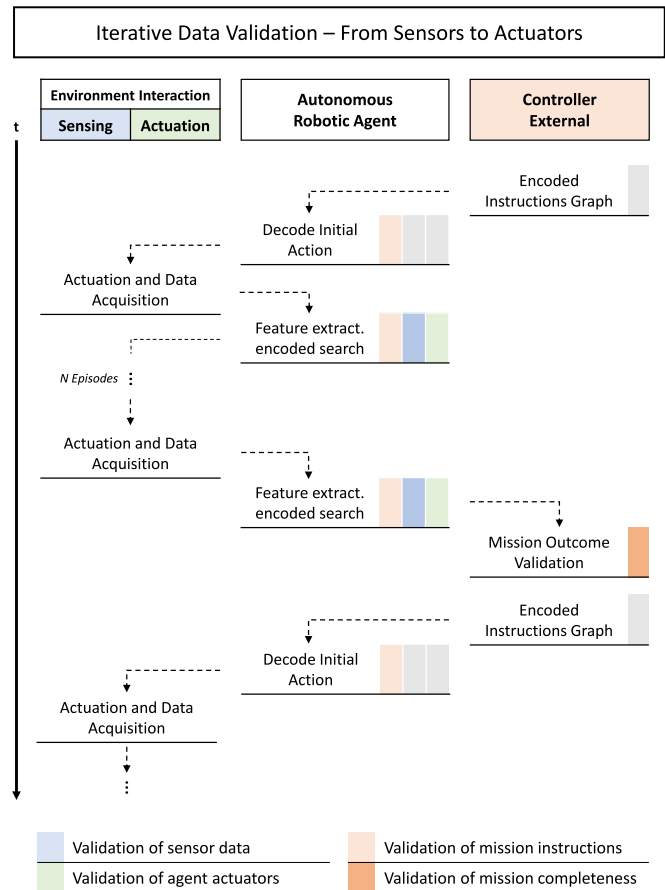 Iterative Data Validation – From Sensors to Actuators
Environment Interaction
Sensing
Actuation
Autonomous
Robotic Agent
Controller
External
t
Encoded
Instructions Graph
Decode Initial
Action
Actuation and Data
Acquisition
Feature extract.
encoded search
N Episodes
Actuation and Data
Acquisition
Feature extract.
encoded search
Mission Outcome
Validation
Encoded
Instructions Graph
Decode Initial
Action
Actuation and Data
Acquisition
Validation of sensor data
Validation of mission instructions
Validation of agent actuators
Validation of mission completeness